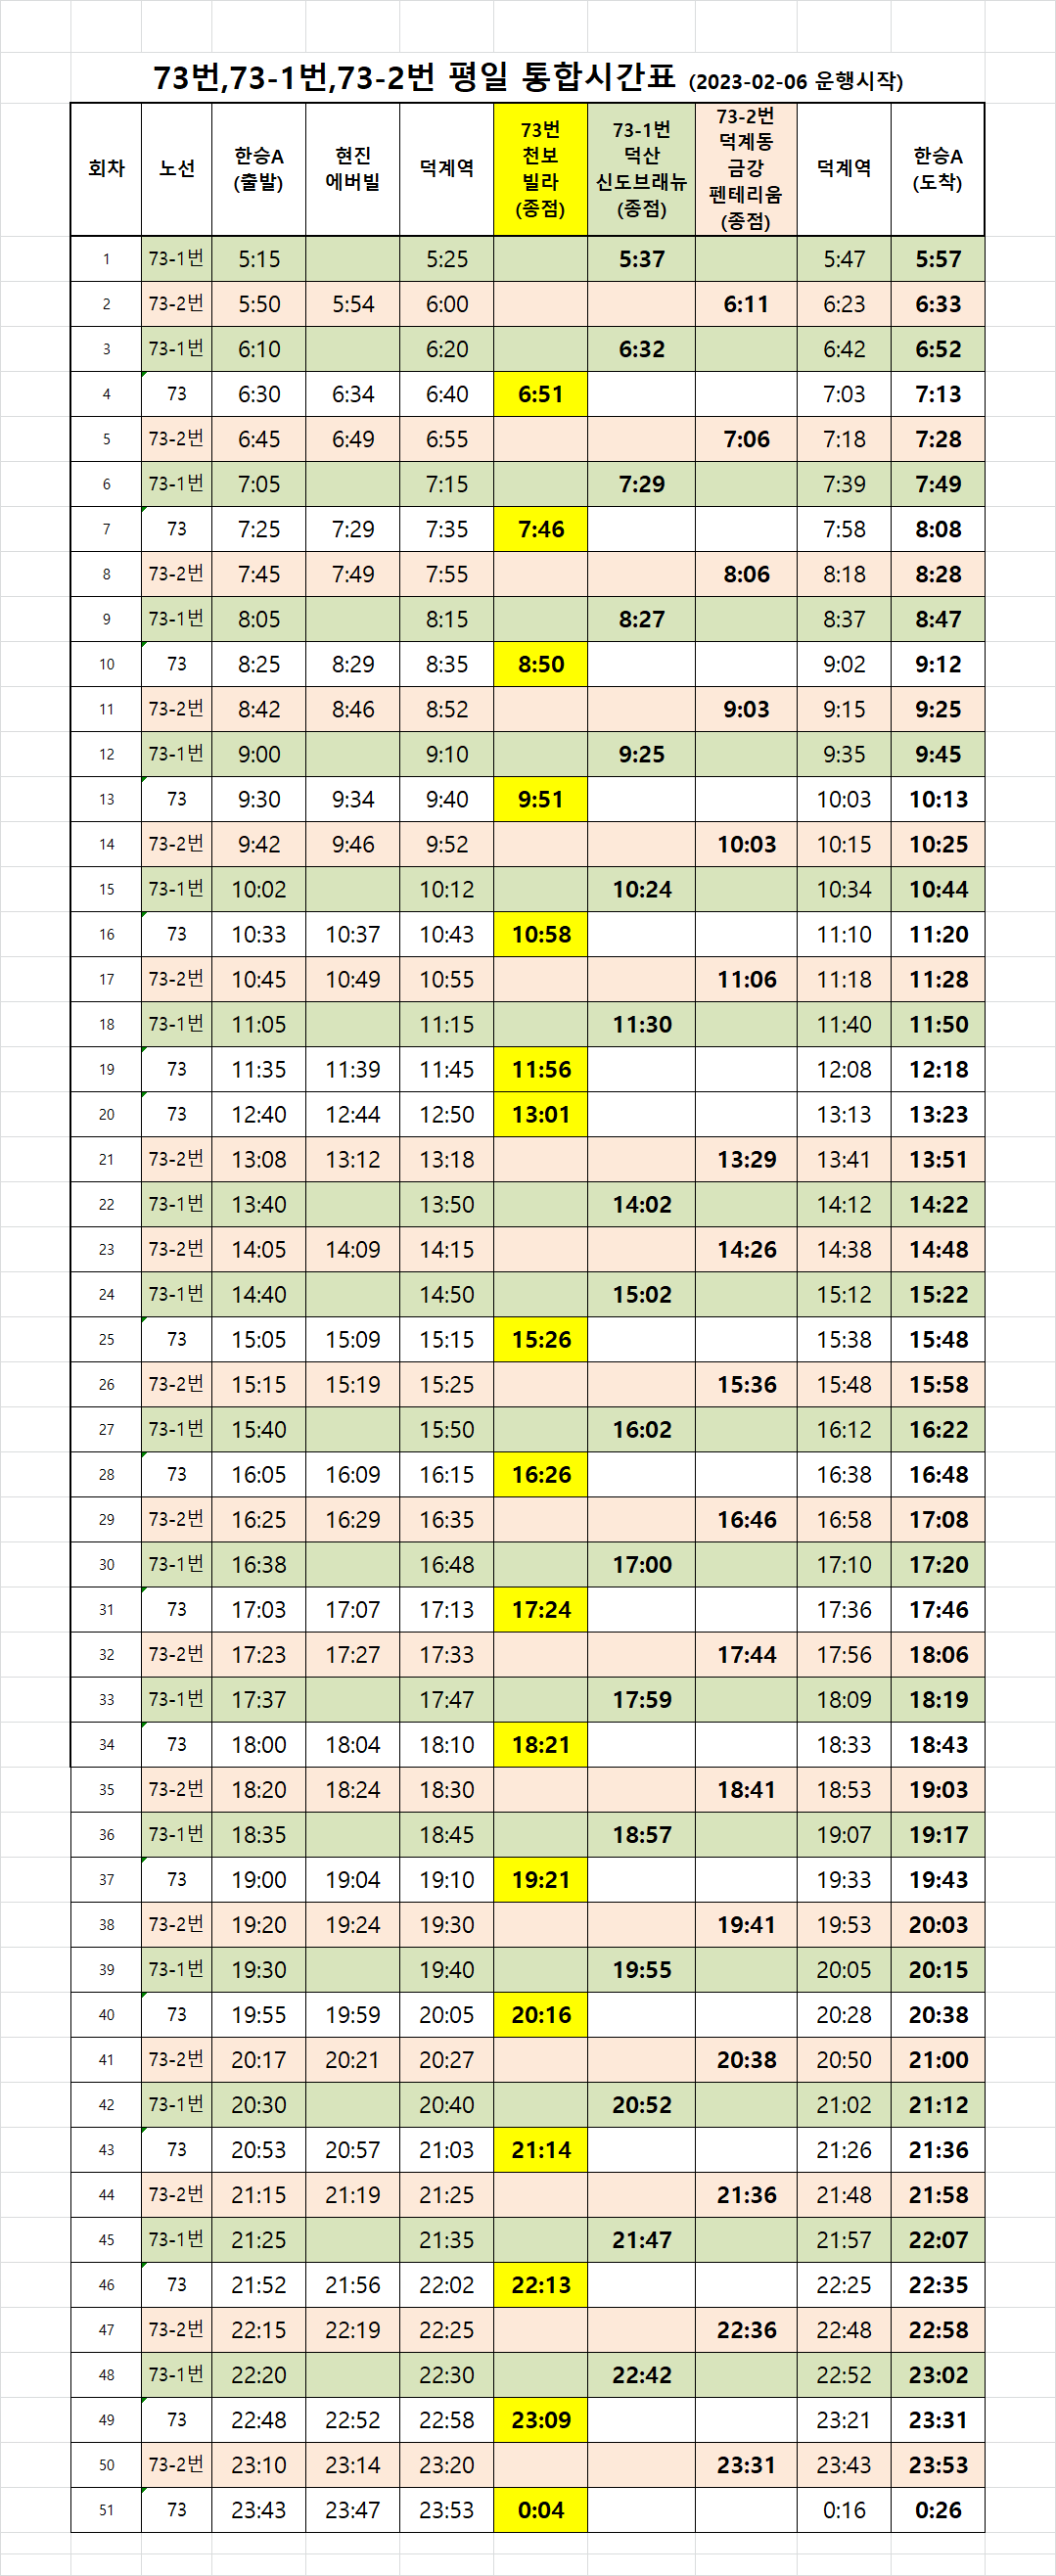 73번,73-1번,73-2번 평일 통합시간표 (2023-02-06 운행시작)
회차 노선 한승A (출발) 현진 에버빌 덕계역 73번 천보 빌라 (종점) 73-1번 덕산 신도브래뉴 (종점) 73-2번 덕계동 금강 펜테리움 (종점) 덕계역 한승A (도착)
1 73-1번 5:15 5:25 5:37 5:47 5:57
2 73-2번 5:50 5:54 6:00 6:11 6:23 6:33
3 73-1번 6:10 6:20 6:32 6:42 6:52
4 73 6:30 6:34 6:40 6:51 7:03 7:13
5 73-2번 6:45 6:49 6:55 7:06 7:18 7:28
6 73-1번 7:05 7:15 7:29 7:39 7:49
7 73 7:25 7:29 7:35 7:46 7:58 8:08
8 73-2번 7:45 7:49 7:55 8:06 8:18 8:28
9 73-1번 8:05 8:15 8:27 8:37 8:47
10 73 8:25 8:29 8:35 8:50 9:02 9:12
11 73-2번 8:42 8:46 8:52 9:03 9:15 9:25
12 73-1번 9:00 9:10 9:25 9:35 9:45
13 73 9:30 9:34 9:40 9:51 10:03 10:13
14 73-2번 9:42 9:46 9:52 10:03 10:15 10:25
15 73-1번 10:02 10:12 10:24 10:34 10:44
16 73 10:33 10:37 10:43 10:58 11:10 11:20
17 73-2번 10:45 10:49 10:55 11:06 11:18 11:28
18 73-1번 11:05 11:15 11:30 11:40 11:50
19 73 11:35 11:39 11:45 11:56 12:08 12:18
20 73 12:40 12:44 12:50 13:01 13:13 13:23
21 73-2번 13:08 13:12 13:18 13:29 13:41 13:51
22 73-1번 13:40 13:50 14:02 14:12 14:22
23 73-2번 14:05 14:09 14:15 14:26 14:38 14:48
24 73-1번 14:40 14:50 15:02 15:12 15:22
25 73 15:05 15:09 15:15 15:26 15:38 15:48
26 73-2번 15:15 15:19 15:25 15:36 15:48 15:58
27 73-1번 15:40 15:50 16:02 16:12 16:22
28 73 16:05 16:09 16:15 16:26 16:38 16:48
29 73-2번 16:25 16:29 16:35 16:46 16:58 17:08
30 73-1번 16:38 16:48 17:00 17:10 17:20
31 73 17:03 17:07 17:13 17:24 17:36 17:46
32 73-2번 17:23 17:27 17:33 17:44 17:56 18:06
33 73-1번 17:37 17:47 17:59 18:09 18:19
34 73 18:00 18:04 18:10 18:21 18:33 18:43
35 73-2번 18:20 18:24 18:30 18:41 18:53 19:03
36 73-1번 18:35 18:45 18:57 19:07 19:17
37 73 19:00 19:04 19:10 19:21 19:33 19:43
38 73-2번 19:20 19:24 19:30 19:41 19:53 20:03
39 73-1번 19:30 19:40 19:55 20:05 20:15
40 73 19:55 19:59 20:05 20:16 20:28 20:38
41 73-2번 20:17 20:21 20:27 20:38 20:50 21:00
42 73-1번 20:30 20:40 20:52 21:02 21:12
43 73 20:53 20:57 21:03 21:14 21:26 21:36
44 73-2번 21:15 21:19 21:25 21:36 21:48 21:58
45 73-1번 21:25 21:35 21:47 21:57 22:07
46 73 21:52 21:56 22:02 22:13 22:25 22:35
47 73-2번 22:15 22:19 22:25 22:36 22:48 22:58
48 73-1번 22:20 22:30 22:42 22:52 23:02
49 73 22:48 22:52 22:58 23:09 23:21 23:31
50 73-2번 23:10 23:14 23:20 23:31 23:43 23:53
51 73 23:43 23:47 23:53 0:04 0:16 0:26